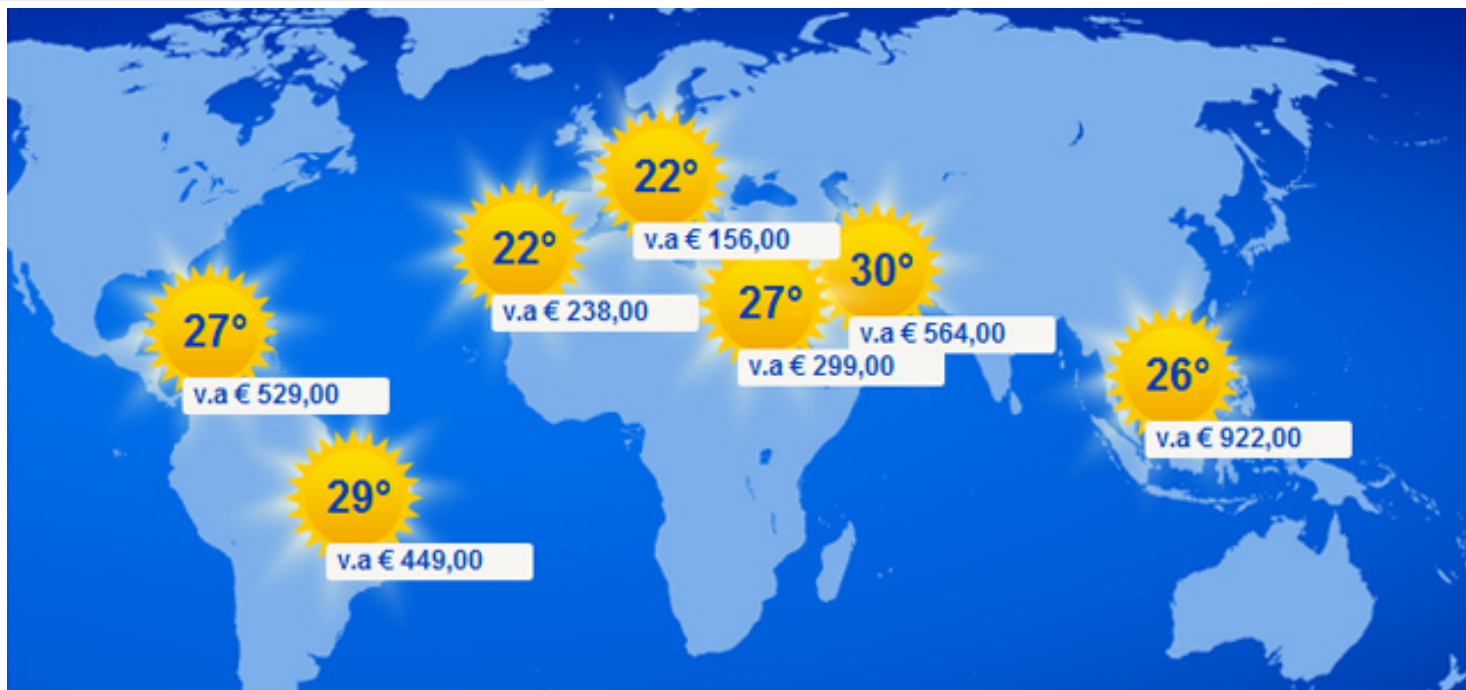 22°
v.a € 156,00
22°
v.a € 238,00
30°
v.a € 564,00
27°
v.a € 299,00
27°
v.a € 529,00
26°
v.a € 922,00
29°
v.a € 449,00